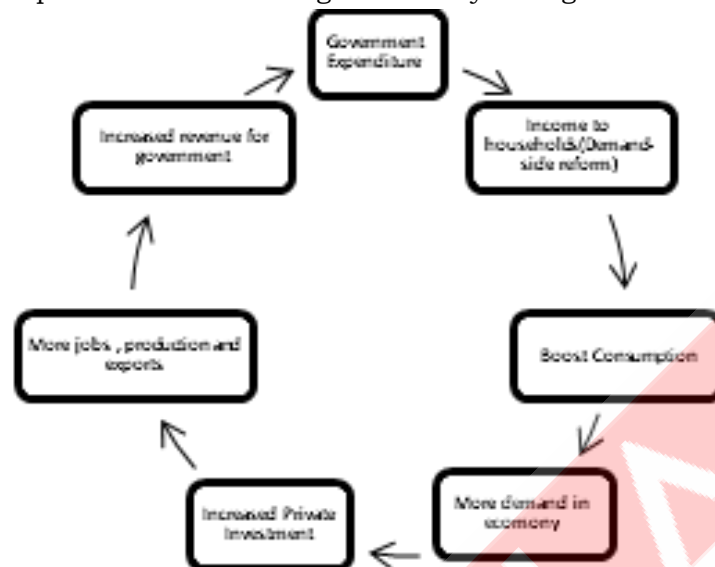 Government
Expenditure
Income to
households(Demand-
side reform)
Boost Consumption
More demand in
ecomony
Increased Private
Investment
More jobs , production and
exports
Increased revenue for
government